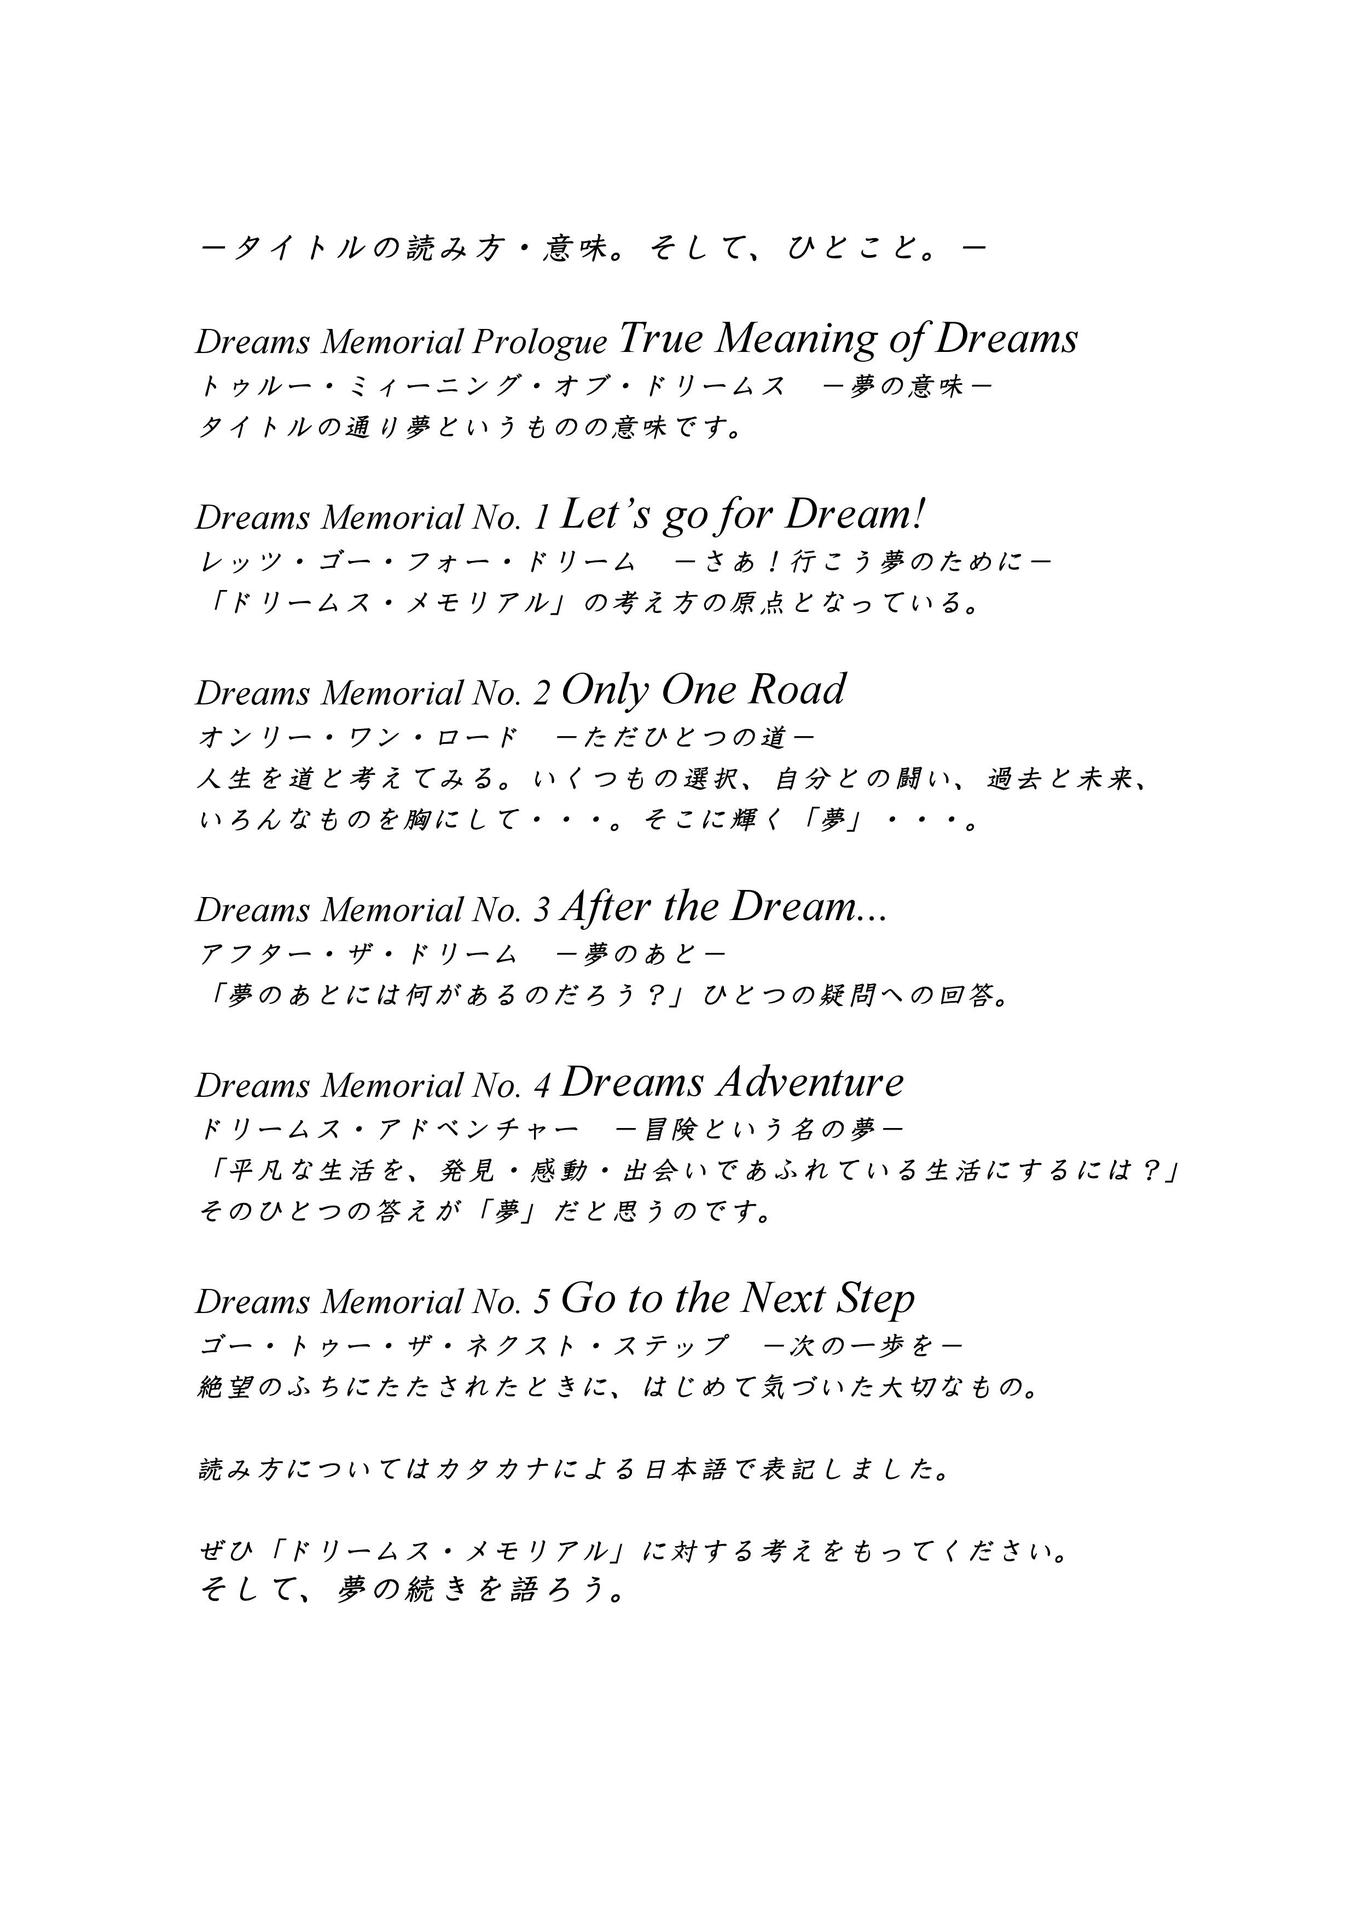 －タイトルの読み方・意味。そして、ひとこと。－
Dreams Memorial Prologue True Meaning of Dreams
トゥルー・ミィーニング・オブ・ドリームス　－夢の意味－
タイトルの通り夢というものの意味です。
Dreams Memorial No. 1 Let’s go for Dream!
レッツ・ゴー・フォー・ドリーム　－さあ！行こう夢のために－
「ドリームス・メモリアル」の考え方の原点となっている。
Dreams Memorial No. 2 Only One Road
オンリー・ワン・ロード　－ただひとつの道－
人生を道と考えてみる。いくつもの選択、自分との闘い、過去と未来、
いろんなものを胸にして・・・。そこに輝く「夢」・・・。
Dreams Memorial No. 3 After the Dream...
アフター・ザ・ドリーム　－夢のあと－
「夢のあとには何があるのだろう？」ひとつの疑問への回答。
Dreams Memorial No. 4 Dreams Adventure
ドリームス・アドベンチャー　－冒険という名の夢－
「平凡な生活を、発見・感動・出会いであふれている生活にするには？」
そのひとつの答えが「夢」だと思うのです。
Dreams Memorial No. 5 Go to the Next Step
ゴー・トゥー・ザ・ネクスト・ステップ　－次の一歩を－
絶望のふちにたたされたときに、はじめて気づいた大切なもの。
読み方についてはカタカナによる日本語で表記しました。
ぜひ「ドリームス・メモリアル」に対する考えをもってください。
そして、夢の続きを語ろう。